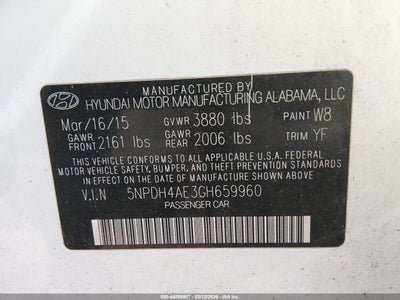 MANUFACTURED BY
HYUNDAI MOTOR MANUFACTURING ALABAMA, LLC
Mar/16/15 GVWR 3880 lbs PAINT W8
GAWR FRONT 2161 lbs GAWR REAR 2006 lbs TRIM YF
THIS VEHICLE CONFORMS TO ALL APPLICABLE FEDERAL MOTOR
VEHICLE SAFETY, BUMPER, AND THEFT PREVENTION STANDARDS
IN EFFECT ON THE DATE OF MANUFACTURE SHOWN ABOVE.
V.I.N 5NPDH4AE3GH659960
PASSENGER CAR